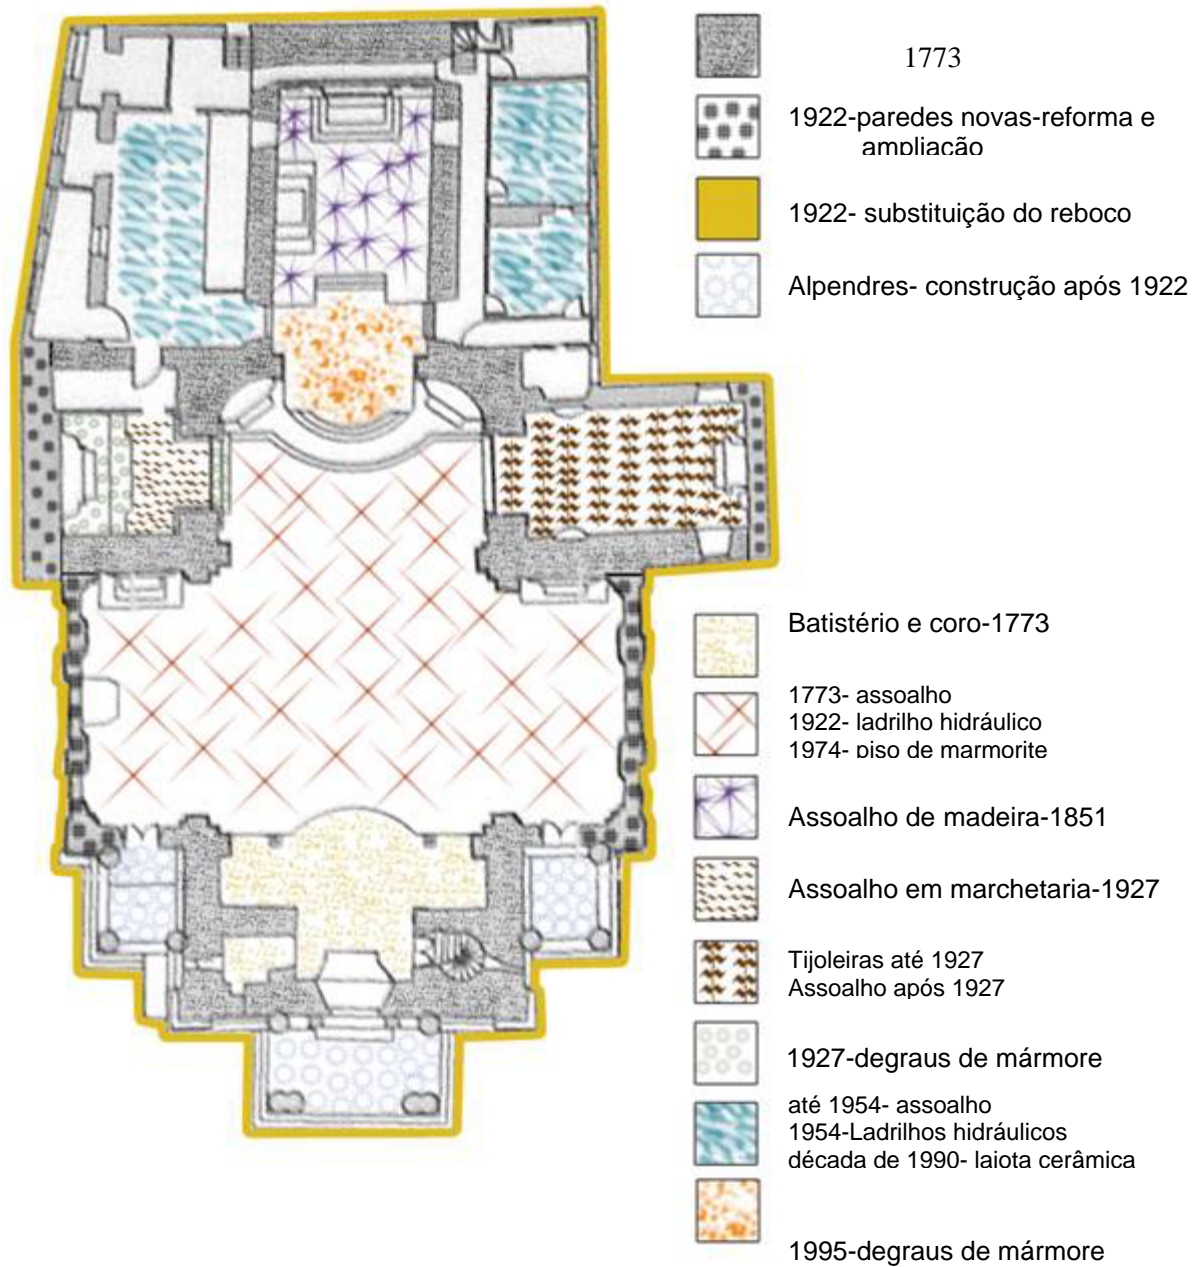 1773
1922-paredes novas-reforma e
ampliacão
1922- substituição do reboco
Alpendres- construção após 1922
Batistério e coro-1773
1773- assoalho
1922- ladrilho hidráulico
1974- piso de marmorite
Assoalho de madeira-1851
Assoalho em marchetaria-1927
Tijoleiras até 1927
Assoalho após 1927
1927-degraus de mármore
até 1954- assoalho
1954-Ladrilhos hidráulicos
década de 1990- laiota cerâmica
1995-degraus de mármore